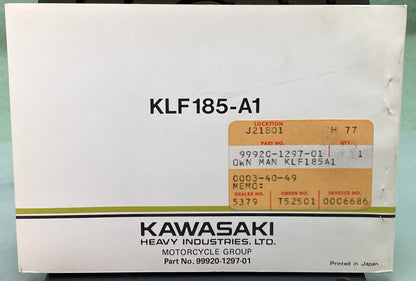 KLF185-A1
LOCATION
J21B01 H 77
PART NO. QTY.
99920-1297-01 1
OWN MAN KLF185A1
0003-40-49
MEMO:
DEALER NO. ORDER NO. INVOICE NO.
5379 T52501 0006686
KAWASAKI
HEAVY INDUSTRIES, LTD.
MOTORCYCLE GROUP
Part No. 99920-1297-01
Printed in Japan